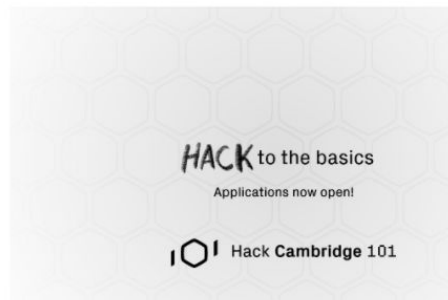 HACK to the basics
Applications now open!
Hack Cambridge 101